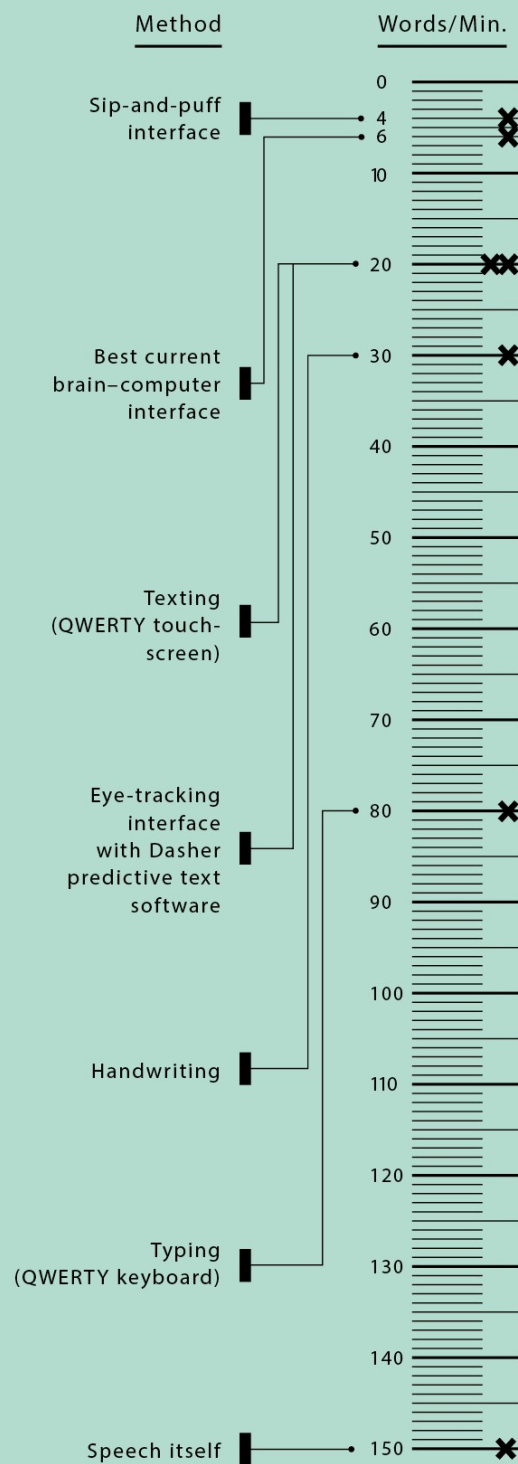 Method
Words/Min.
Sip-and-puff
interface
Best current
brain–computer
interface
Texting
(QWERTY touch-
screen)
Eye-tracking
interface
with Dasher
predictive text
software
Handwriting
Typing
(QWERTY keyboard)
Speech itself
0
4
6
10
20
30
40
50
60
70
80
90
100
110
120
130
140
150